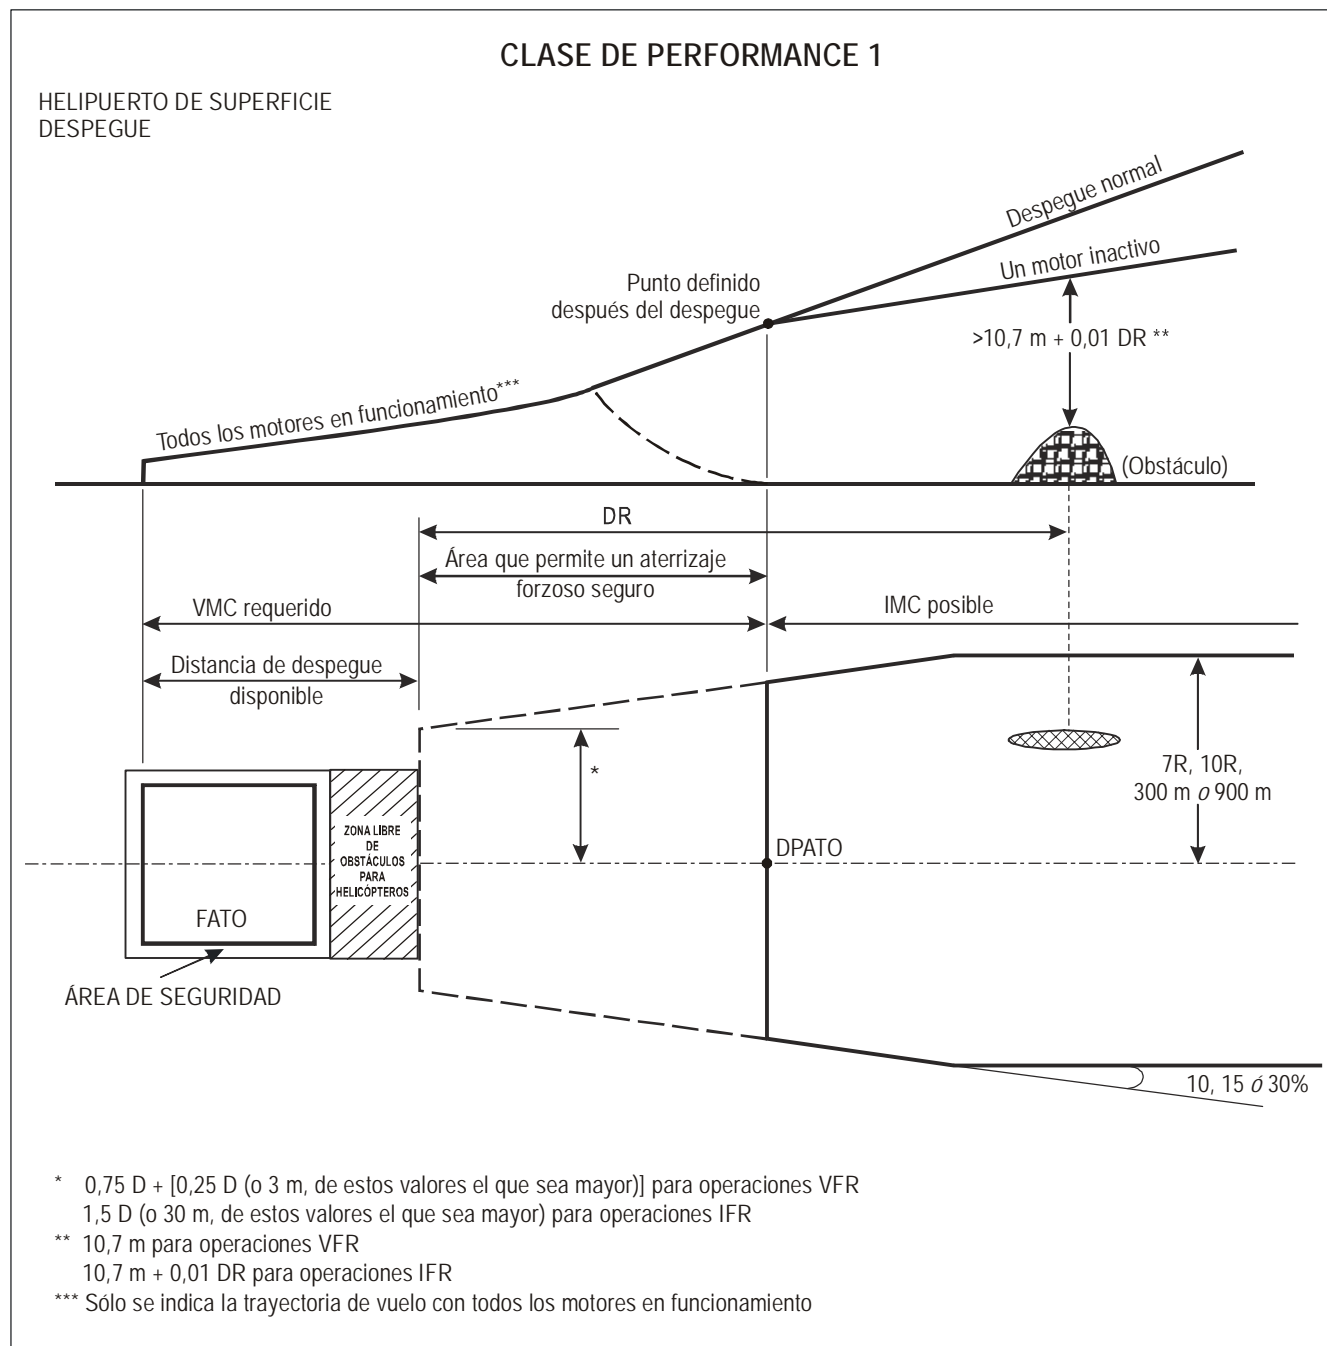 CLASE DE PERFORMANCE 1
HELIPUERTO DE SUPERFICIE
DESPEGUE
Despegue normal
Un motor inactivo
Punto definido
después del despegue
>10,7 m + 0,01 DR **
Todos los motores en funcionamiento***
(Obstáculo)
DR
Área que permite un aterrizaje
forzoso seguro
VMC requerido
IMC posible
Distancia de despegue
disponible
*
7R, 10R,
300 m o 900 m
ZONA LIBRE
DE
OBSTÁCULOS
PARA
HELICÓPTEROS
DPATO
FATO
ÁREA DE SEGURIDAD
10, 15 ó 30%
* 0,75 D + [0,25 D (o 3 m, de estos valores el que sea mayor)] para operaciones VFR
1,5 D (o 30 m, de estos valores el que sea mayor) para operaciones IFR
** 10,7 m para operaciones VFR
10,7 m + 0,01 DR para operaciones IFR
*** Sólo se indica la trayectoria de vuelo con todos los motores en funcionamiento